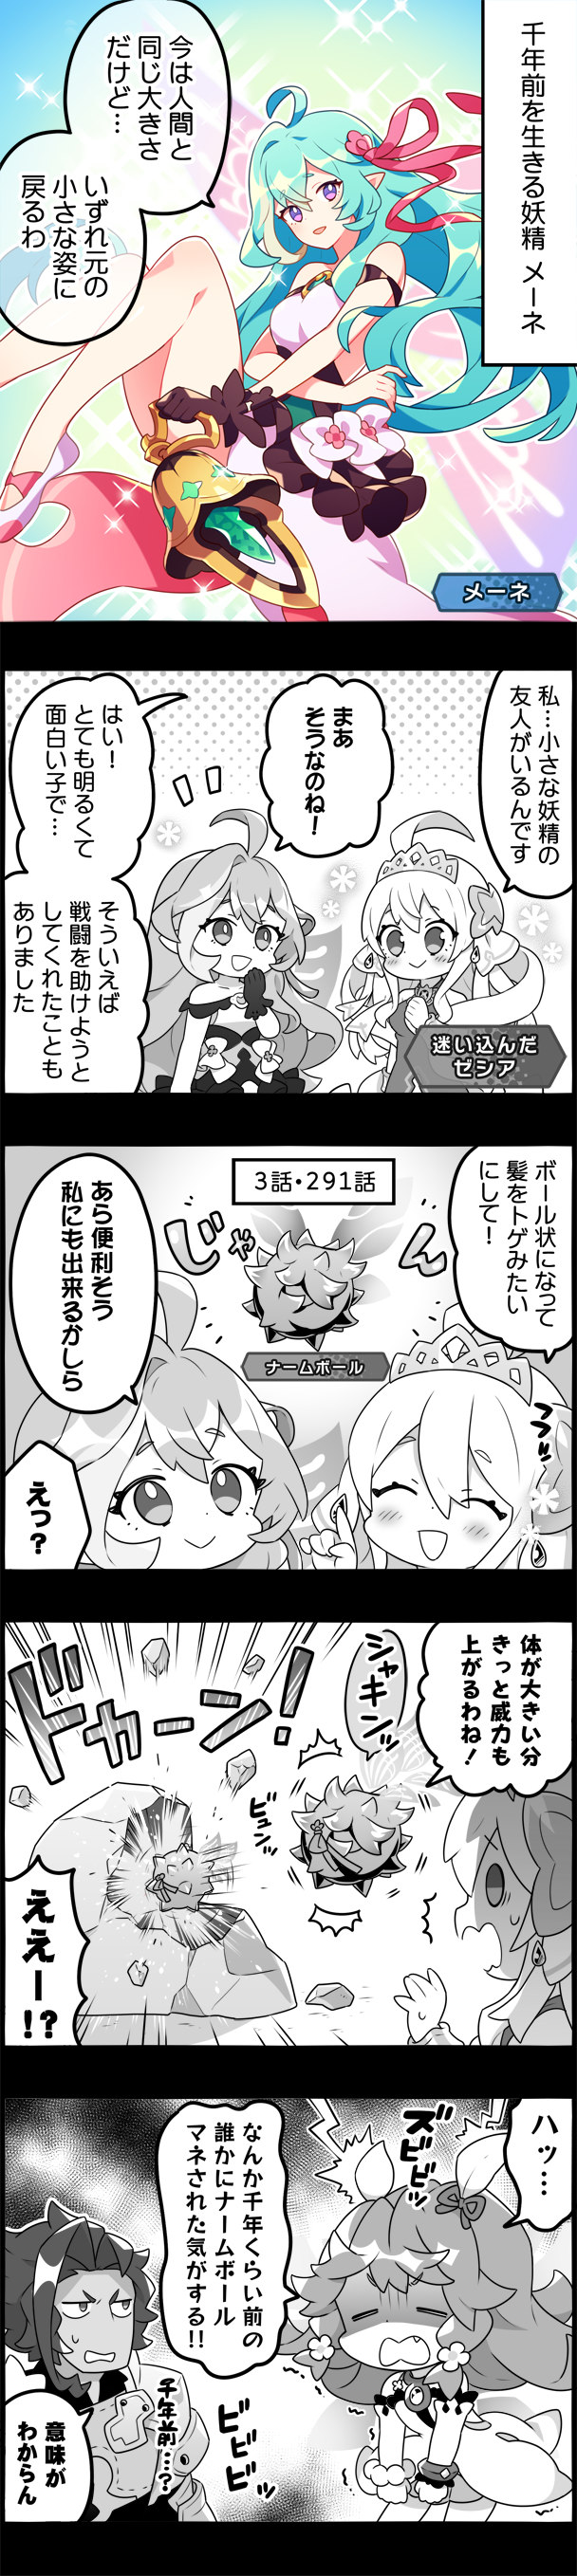 千年前を生きる妖精 メーネ
今は人間と
同じ大きさ
だけど…
いずれ元の
小さな姿に
戻るわ
メーネ
私…小さな妖精の
友人がいるんです
まあ
そうなのね!
はい!
とても明るくて
面白い子で…
そういえば
戦闘を助けようと
してくれたことも
ありました
迷い込んだ
ゼシア
ボール状になって
髪をトゲみたい
にして!
3話・291話
じゃん
ナームボール
フフッ
あら便利そう
私にも出来るかしら
えっ?
体が大きい分
きっと威力も
上がるわね!
シャキンッ
ビュンッ
ドカーン!
ええー!?
ハッ…
ズビビッ
なんか千年くらい前の
誰かにナームボール
マネされた気がする!!
ビビビッ
千年前…?
意味が
わからん